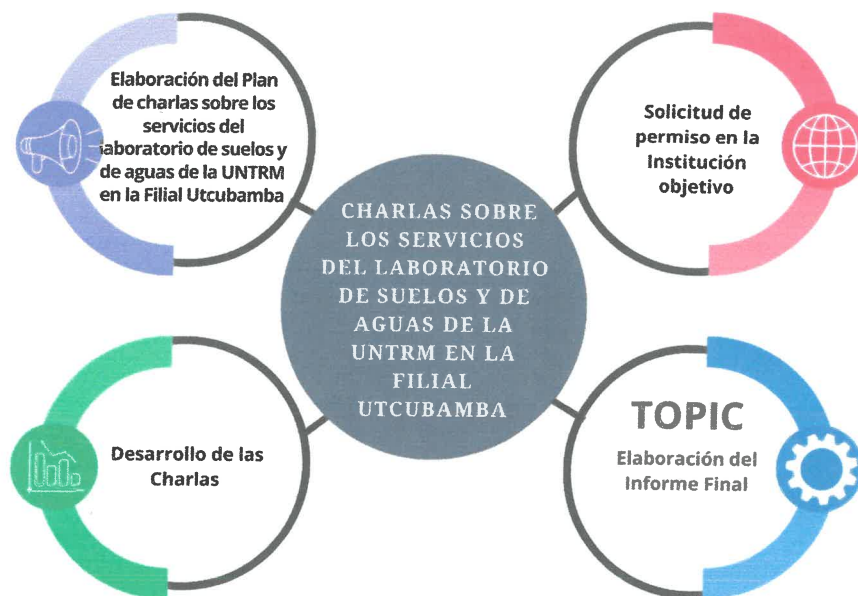 Elaboración del Plan
de charlas sobre los
servicios del
laboratorio de suelos y
de aguas de la UNTRM
en la Filial Utcubamba
Solicitud de
permiso en la
Institución
objetivo
CHARLAS SOBRE
LOS SERVICIOS
DEL LABORATORIO
DE SUELOS Y DE
AGUAS DE LA
UNTRM EN LA
FILIAL
UTCUBAMBA
Desarrollo de las
Charlas
TOPIC
Elaboración del
Informe Final